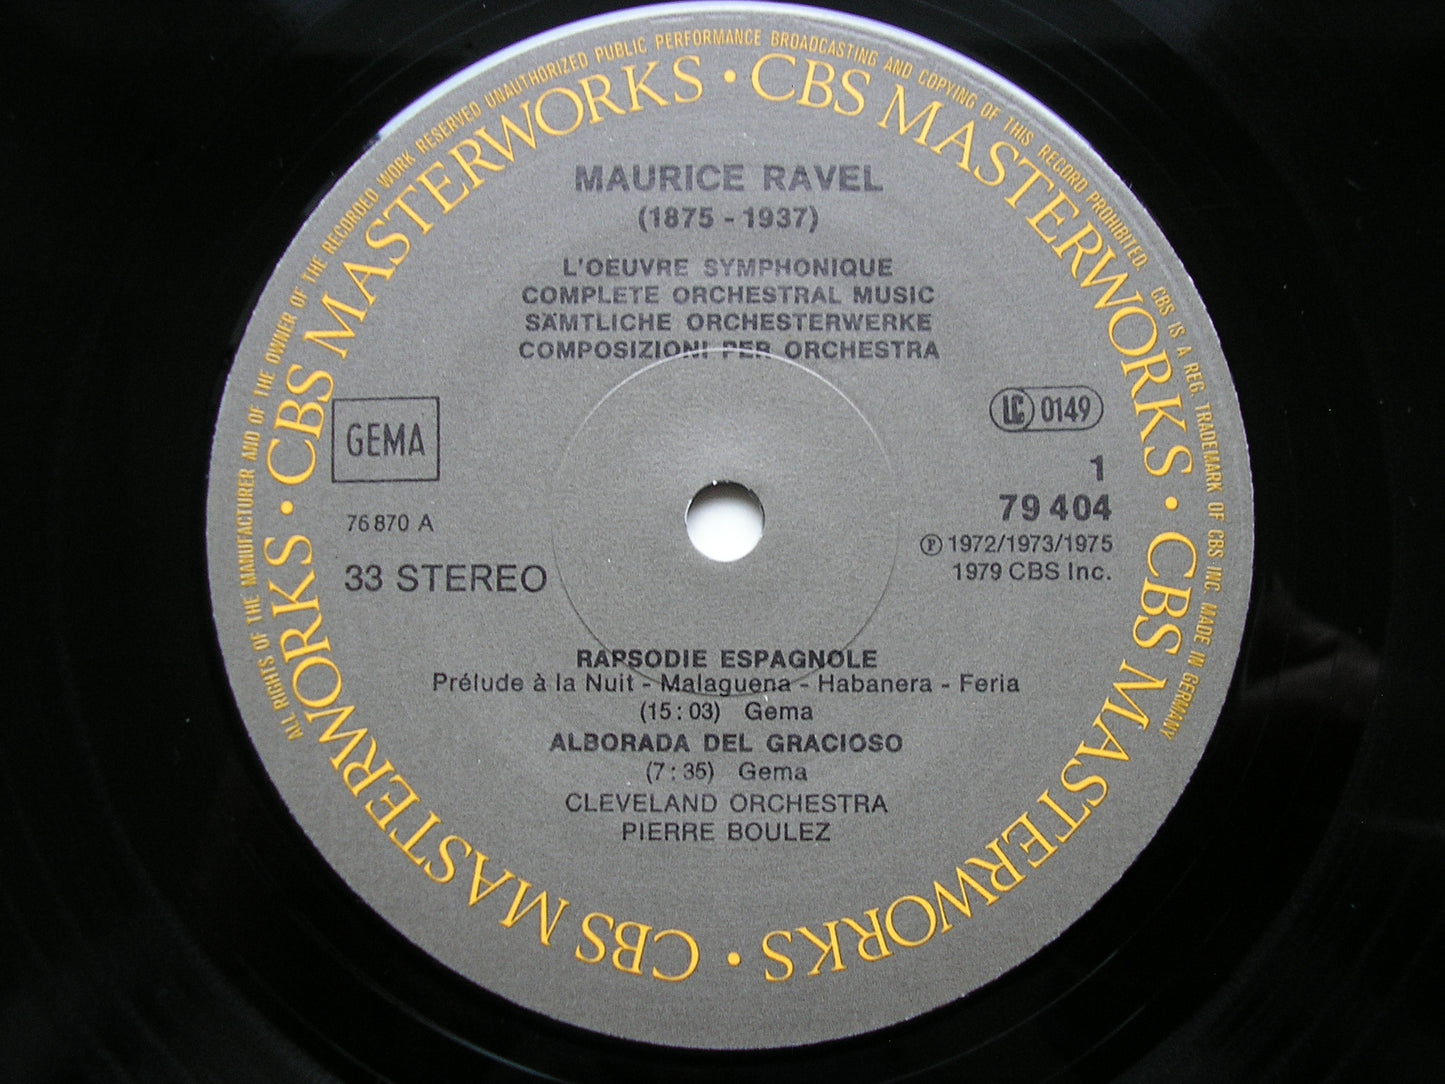 ALL RIGHTS OF THE MANUFACTURER AND OF THE OWNER OF THE RECORDED WORK RESERVED UNAUTHORIZED PUBLIC PERFORMANCE BROADCASTING AND COPYING OF THIS RECORD PROHIBITED. CBS IS A REG. TRADEMARK OF CBS INC. MADE IN GERMANY
CBS MASTERWORKS · CBS MASTERWORKS · CBS MASTERWORKS · CBS MASTERWORKS ·
MAURICE RAVEL
(1875 - 1937)
L'OEUVRE SYMPHONIQUE
COMPLETE ORCHESTRAL MUSIC
SÄMTLICHE ORCHESTERWERKE
COMPOSIZIONI PER ORCHESTRA
GEMA
LC 0149
1
79 404
76 870 A
℗ 1972/1973/1975
1979 CBS Inc.
33 STEREO
RAPSODIE ESPAGNOLE
Prélude à la Nuit - Malaguena - Habanera - Feria
(15 : 03) Gema
ALBORADA DEL GRACIOSO
(7 : 35) Gema
CLEVELAND ORCHESTRA
PIERRE BOULEZ